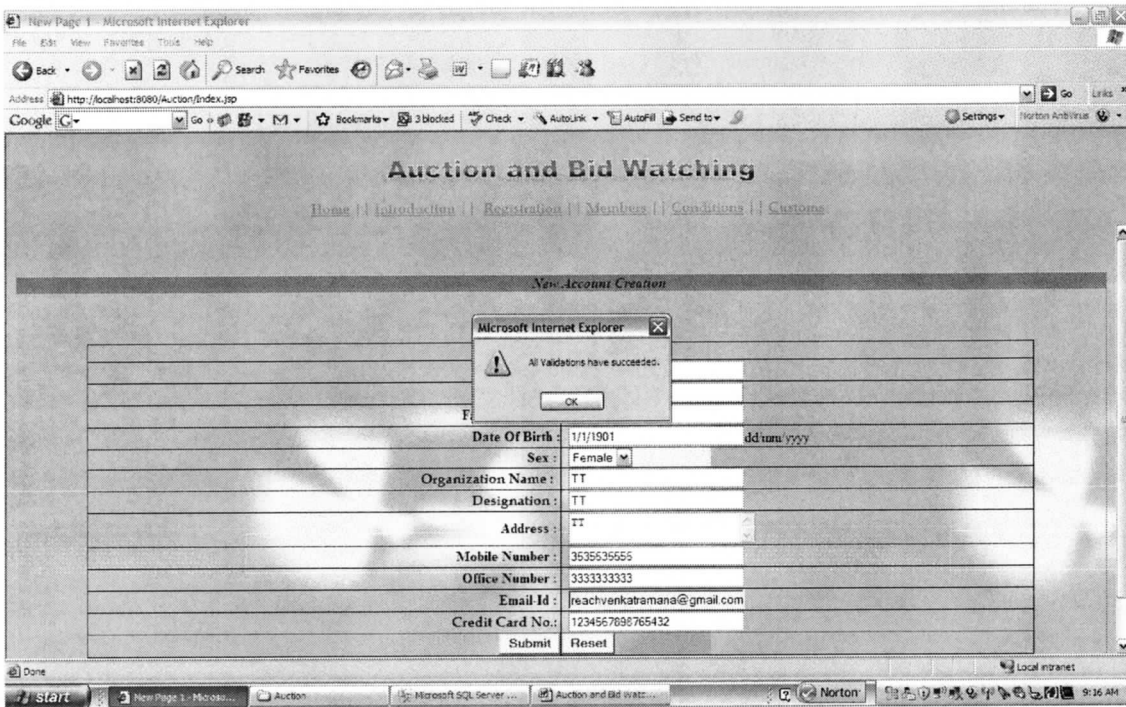 New Page 1 - Microsoft Internet Explorer
File Edit View Favorites Tools Help
Back Search Favorites
Address http://localhost:8080/Auction/Index.jsp Go Links
Google G Go Bookmarks 3 blocked Check AutoLink AutoFill Send to Settings Norton AntiVirus
Auction and Bid Watching
Home || Introduction || Registration || Members || Conditions || Customs
New Account Creation
Microsoft Internet Explorer
All Validations have succeeded.
OK
Date Of Birth : 1/1/1901 dd/mm/yyyy
Sex : Female
Organization Name : TT
Designation : TT
Address : TT
Mobile Number : 3535535555
Office Number : 3333333333
Email-Id : reachvenkatramana@gmail.com
Credit Card No.: 1234567898765432
Submit Reset
Done Local intranet
start New Page 1 - Microso... Auction Microsoft SQL Server ... Auction and Bid Watc... Norton 9:16 AM